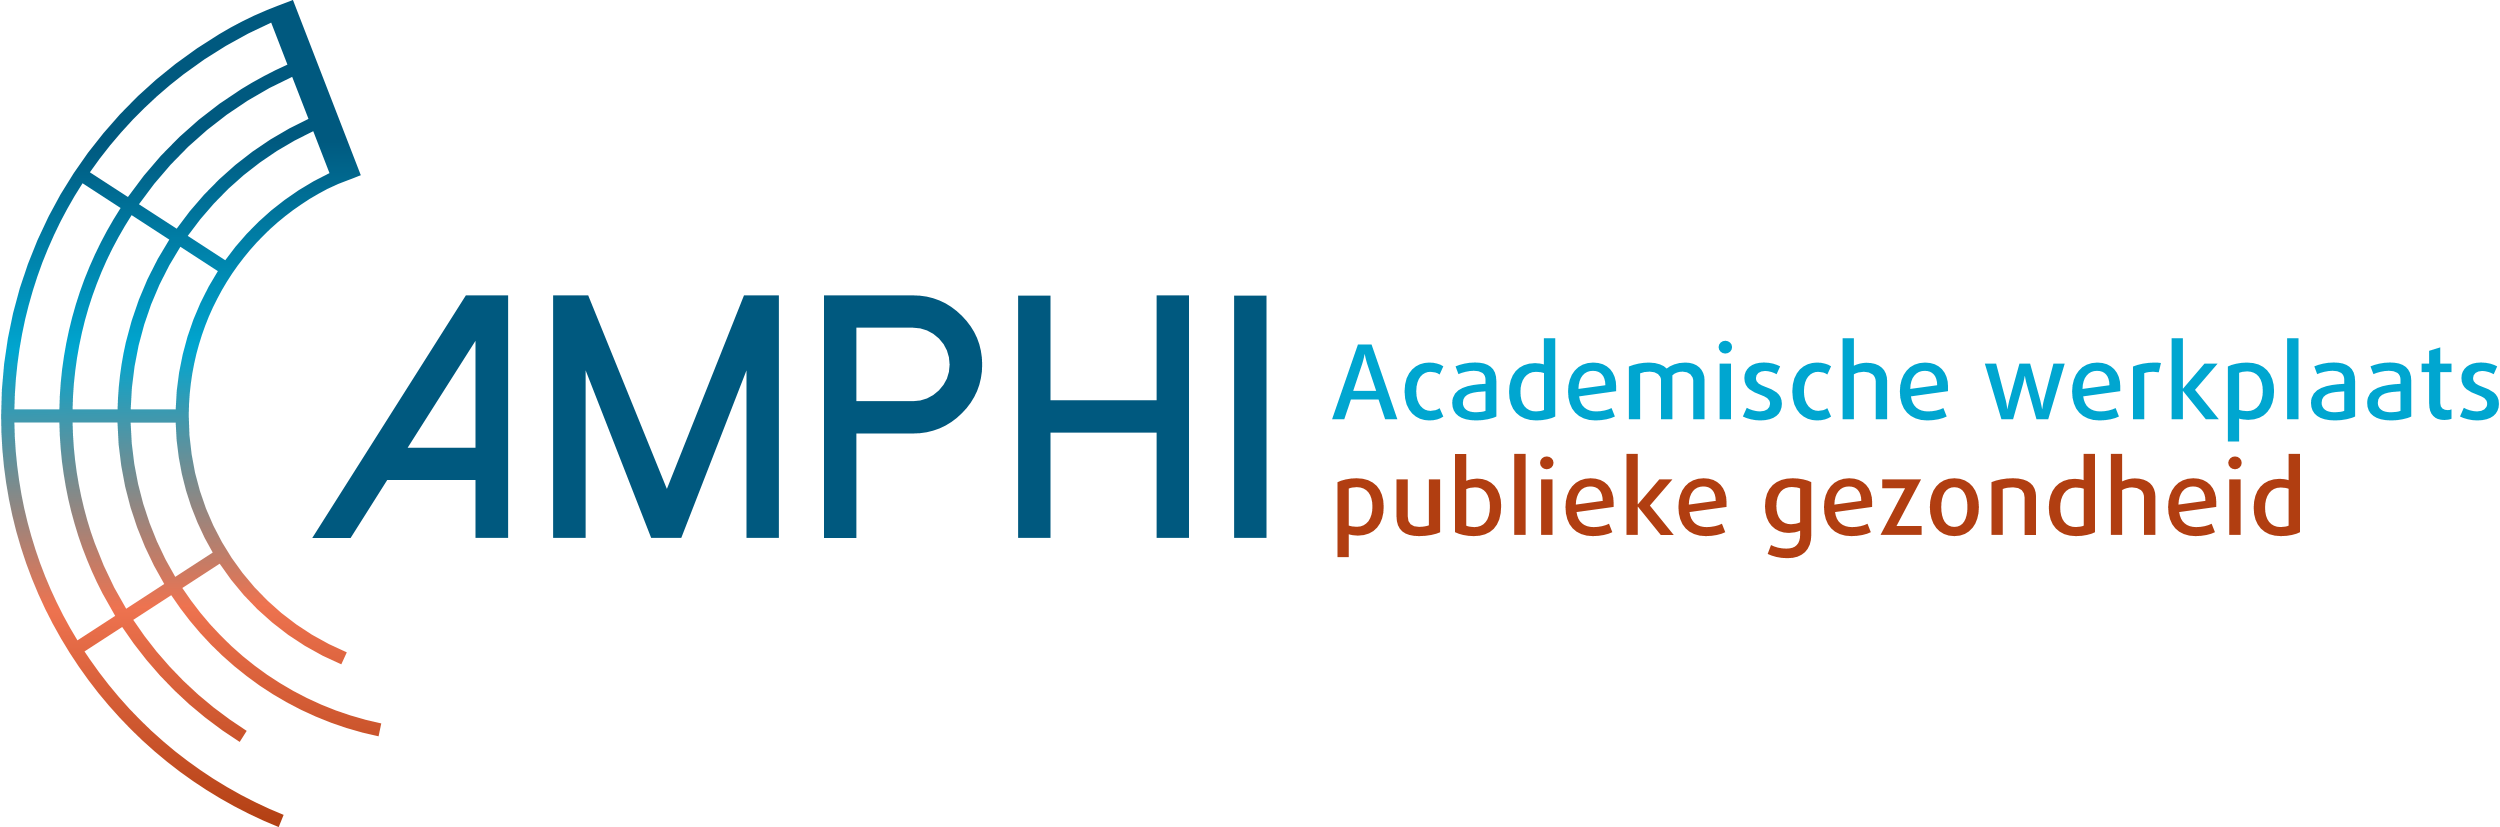 AMPHI
Academische werkplaats
publieke gezondheid